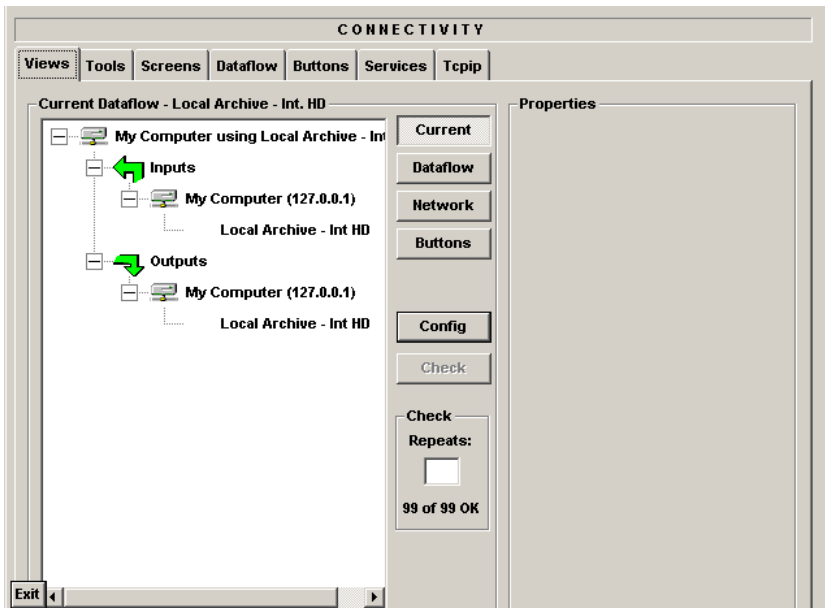 CONNECTIVITY
Views Tools Screens Dataflow Buttons Services Tcpip
Current Dataflow - Local Archive - Int. HD
My Computer using Local Archive - Int
Inputs
My Computer (127.0.0.1)
Local Archive - Int HD
Outputs
My Computer (127.0.0.1)
Local Archive - Int HD
Current
Dataflow
Network
Buttons
Config
Check
Check
Repeats:
99 of 99 OK
Properties
Exit